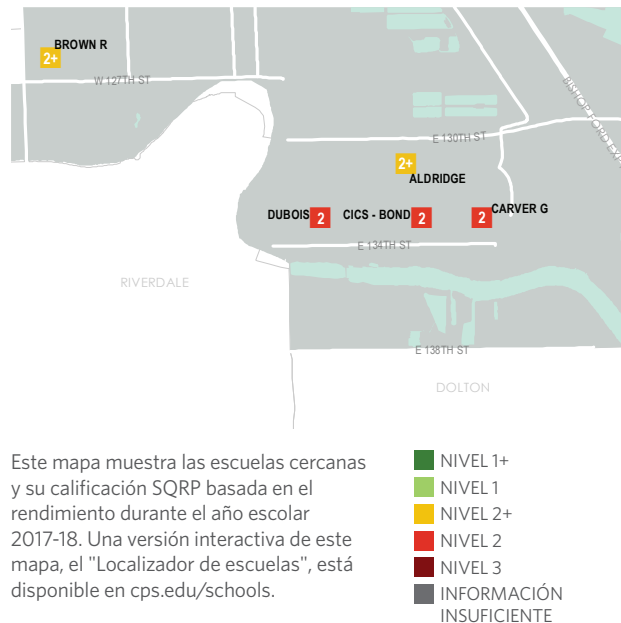 BROWN R
2+
W 127TH ST
BISHOP FORD EXP
E 130TH ST
2+
ALDRIDGE
DUBOIS 2 CICS - BOND 2 2 CARVER G
E 134TH ST
RIVERDALE
E 138TH ST
DOLTON
Este mapa muestra las escuelas cercanas
y su calificación SQRP basada en el
rendimiento durante el año escolar
2017-18. Una versión interactiva de este
mapa, el "Localizador de escuelas", está
disponible en cps.edu/schools.
NIVEL 1+
NIVEL 1
NIVEL 2+
NIVEL 2
NIVEL 3
INFORMACIÓN
INSUFICIENTE